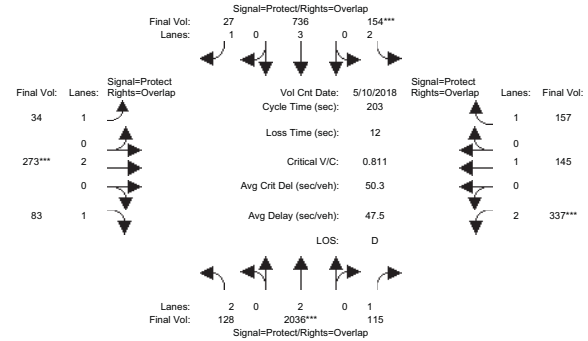 Signal=Protect/Rights=Overlap
Final Vol: 27 736 154***
Lanes: 1 0 3 0 2
Signal=Protect
Final Vol: Lanes: Rights=Overlap
Vol Cnt Date: 5/10/2018
Signal=Protect
Rights=Overlap Lanes: Final Vol:
Cycle Time (sec): 203
34 1
1 157
Loss Time (sec): 12
0
0
273*** 2
Critical V/C: 0.811
1 145
0
Avg Crit Del (sec/veh): 50.3
0
83 1
Avg Delay (sec/veh): 47.5
2 337***
LOS: D
Lanes: 2 0 2 0 1
Final Vol: 128 2036*** 115
Signal=Protect/Rights=Overlap